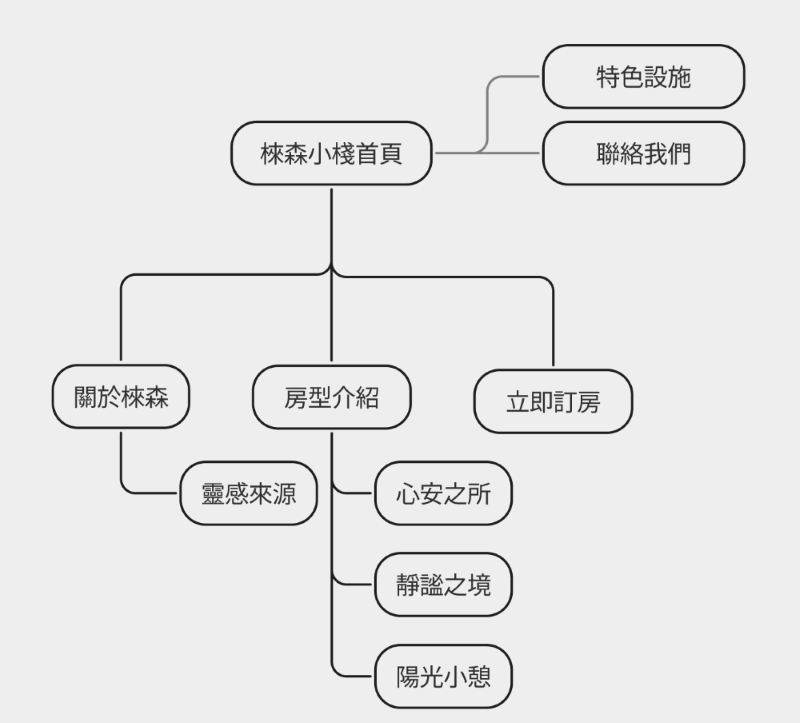 特色設施
棶森小棧首頁
聯絡我們
關於棶森
房型介紹
立即訂房
靈感來源
心安之所
靜謐之境
陽光小憩